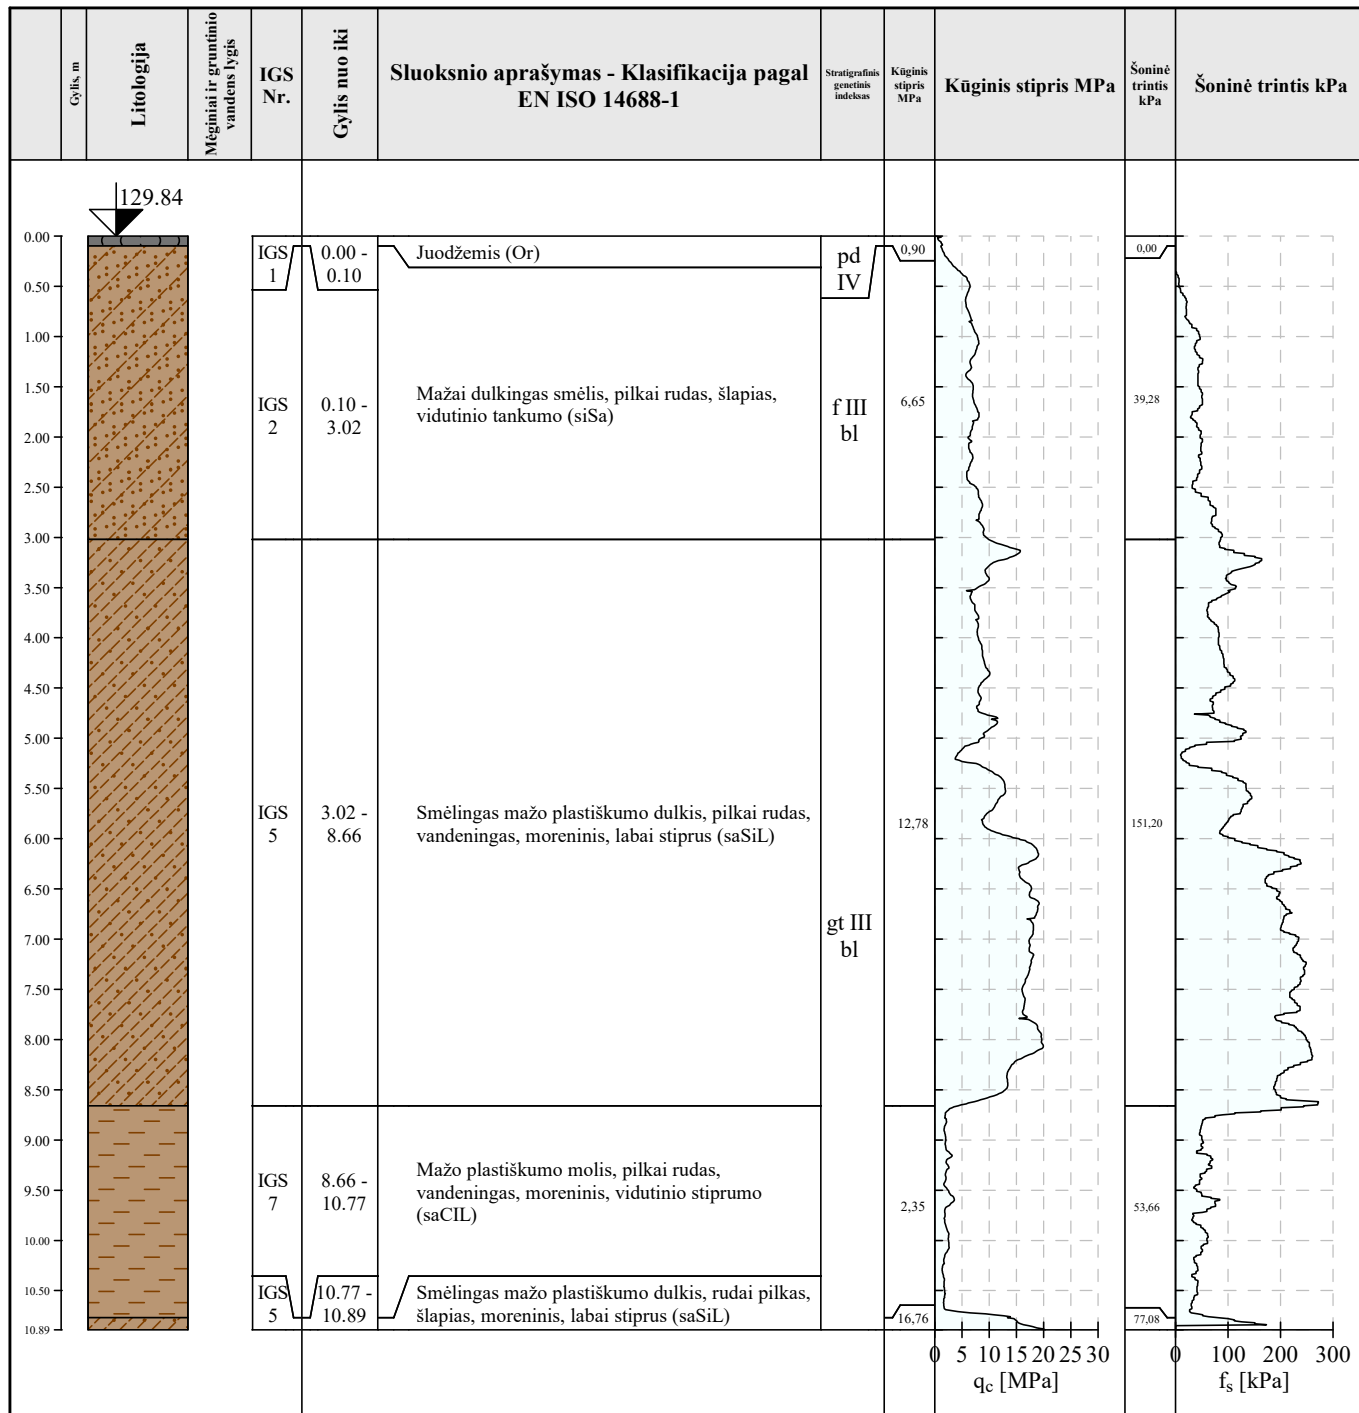 Gylis, m
Litologija
Mėginiai ir gruntinio
vandens lygis
IGS
Nr.
Gylis nuo iki
Sluoksnio aprašymas - Klasifikacija pagal
EN ISO 14688-1
Stratigrafinis
genetinis
indeksas
Kūginis
stipris
MPa
Kūginis stipris MPa
Šoninė
trintis
kPa
Šoninė trintis kPa
129.84
0.00
0.50
1.00
1.50
2.00
2.50
3.00
3.50
4.00
4.50
5.00
5.50
6.00
6.50
7.00
7.50
8.00
8.50
9.00
9.50
10.00
10.50
10.89
IGS
1
0.00 -
0.10
Juodžemis (Or)
pd
IV
0,90
0,00
IGS
2
0.10 -
3.02
Mažai dulkingas smėlis, pilkai rudas, šlapias,
vidutinio tankumo (siSa)
f III
bl
6,65
39,28
IGS
5
3.02 -
8.66
Smėlingas mažo plastiškumo dulkis, pilkai rudas,
vandeningas, moreninis, labai stiprus (saSiL)
gt III
bl
12,78
151,20
IGS
7
8.66 -
10.77
Mažo plastiškumo molis, pilkai rudas,
vandeningas, moreninis, vidutinio stiprumo
(saCIL)
2,35
53,66
IGS
5
10.77 -
10.89
Smėlingas mažo plastiškumo dulkis, rudai pilkas,
šlapias, moreninis, labai stiprus (saSiL)
16,76
77,08
0 5 10 15 20 25 30
qc [MPa]
0 100 200 300
fs [kPa]